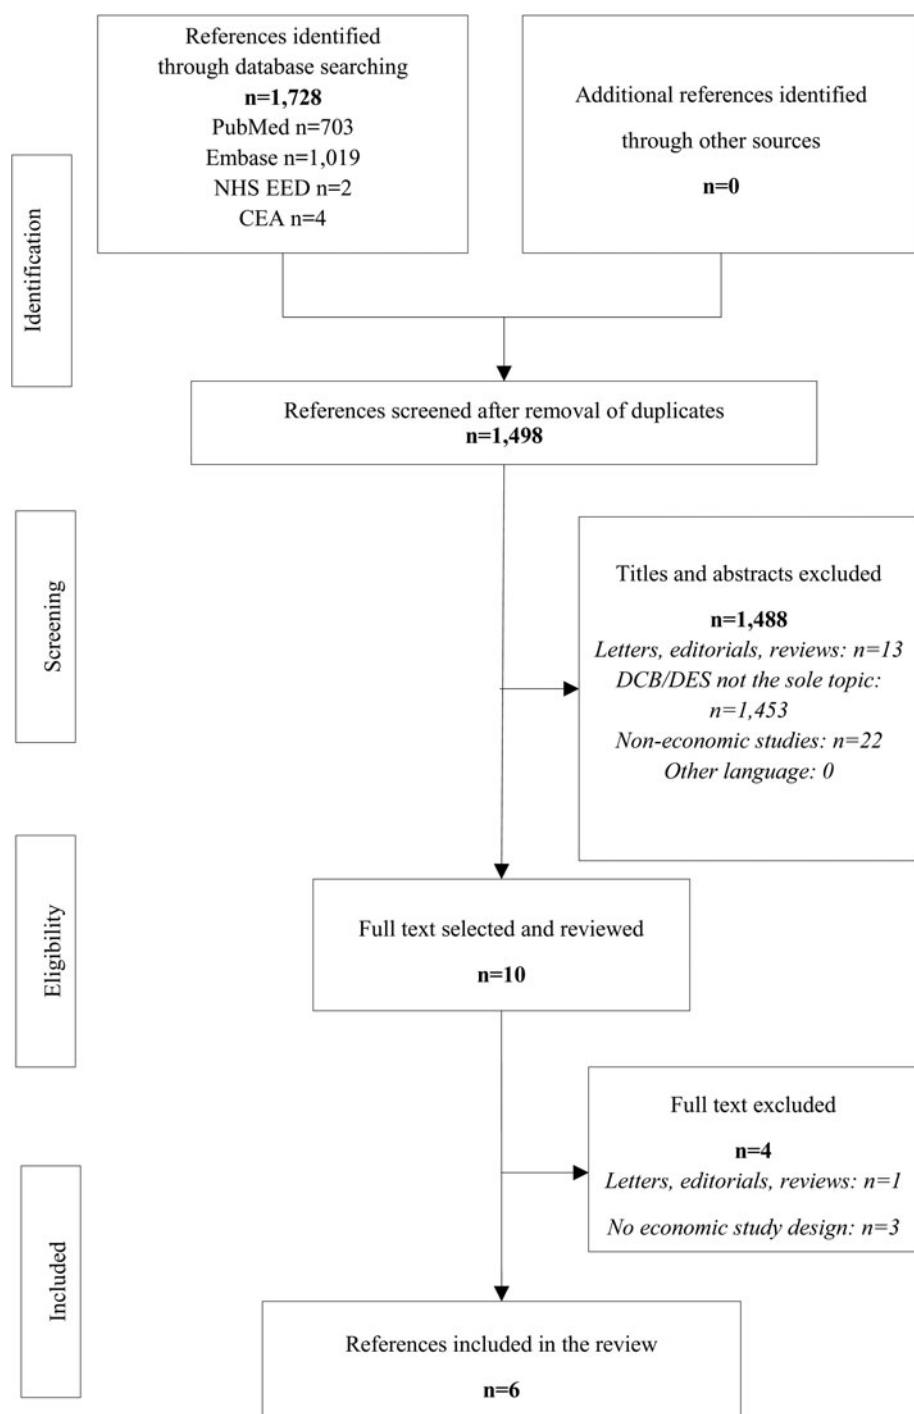 References identified
through database searching
n=1,728
PubMed n=703
Embase n=1,019
NHS EED n=2
CEA n=4
Additional references identified
through other sources
n=0
Identification
References screened after removal of duplicates
n=1,498
Screening
Titles and abstracts excluded
n=1,488
Letters, editorials, reviews: n=13
DCB/DES not the sole topic:
n=1,453
Non-economic studies: n=22
Other language: 0
Eligibility
Full text selected and reviewed
n=10
Full text excluded
n=4
Letters, editorials, reviews: n=1
No economic study design: n=3
Included
References included in the review
n=6